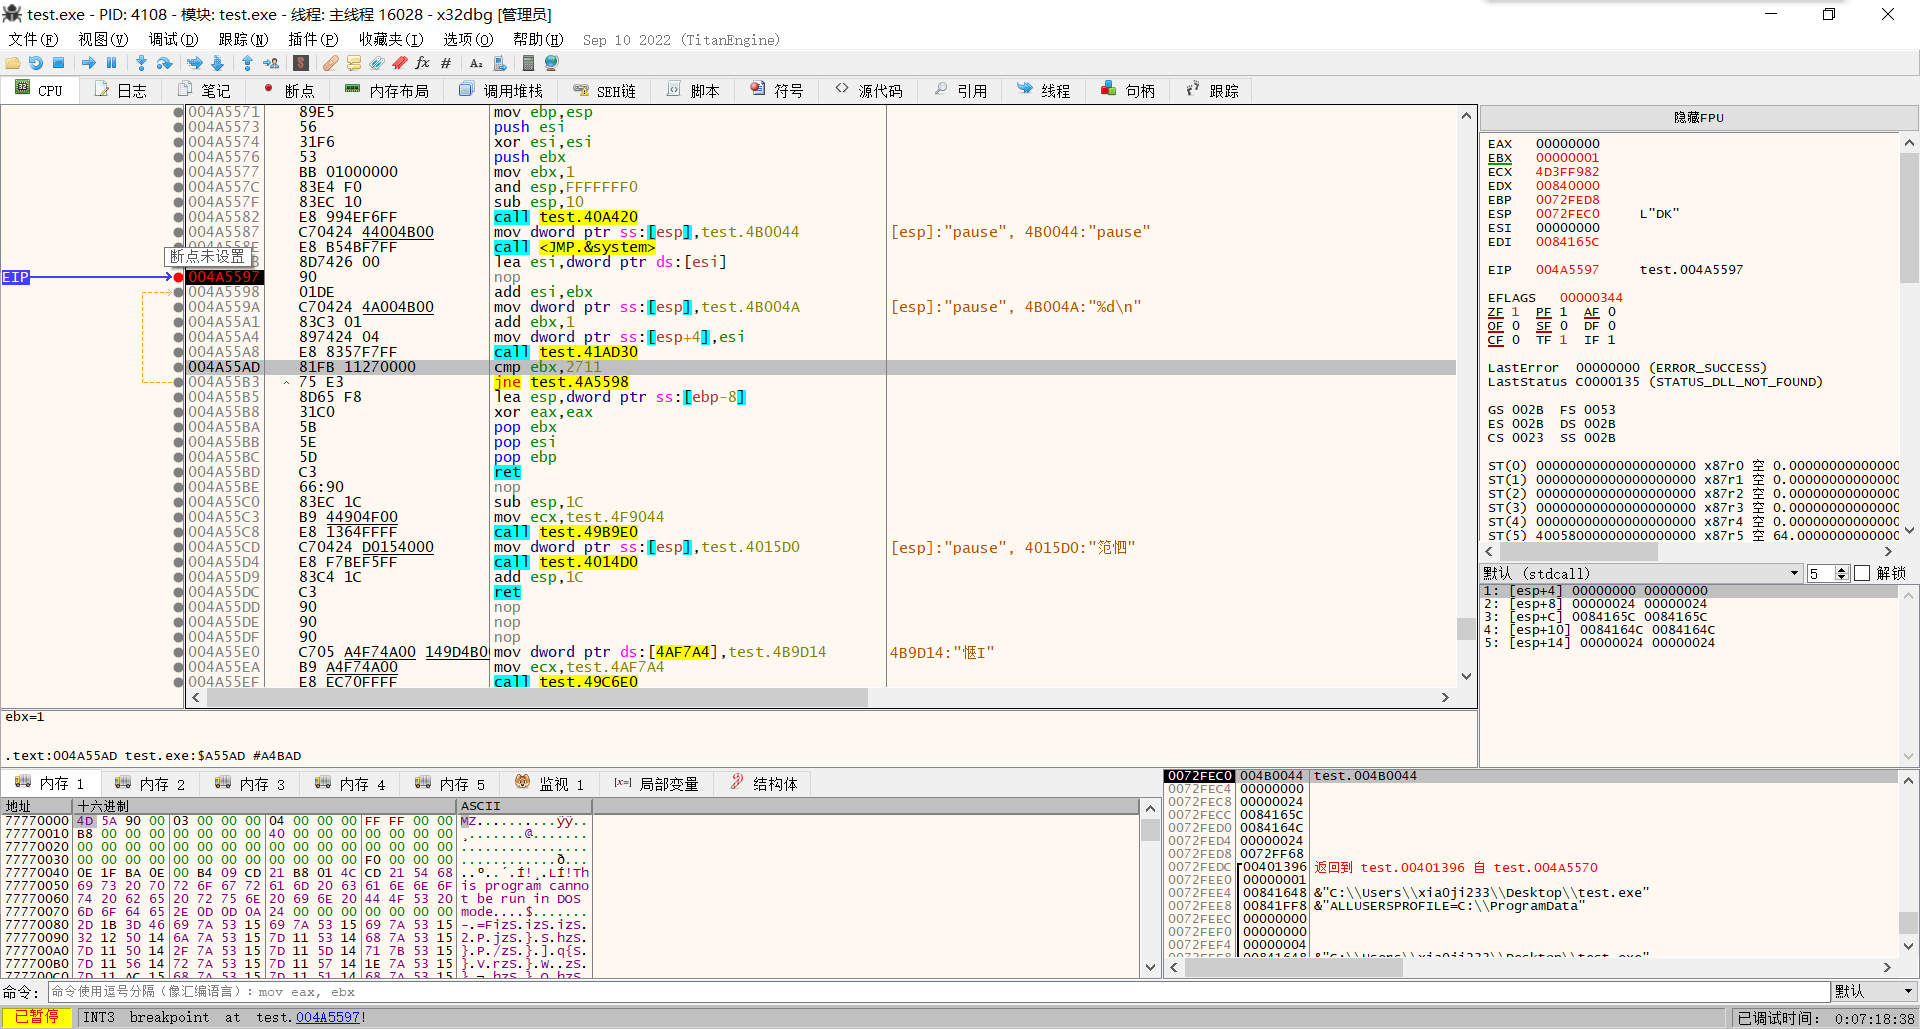 test.exe - PID: 4108 - 模块: test.exe - 线程: 主线程 16028 - x32dbg [管理员]
文件(F) 视图(V) 调试(D) 跟踪(N) 插件(P) 收藏夹(I) 选项(O) 帮助(H) Sep 10 2022 (TitanEngine)
CPU 日志 笔记 断点 内存布局 调用堆栈 SEH链 脚本 符号 源代码 引用 线程 句柄 跟踪
004A5571 89E5 mov ebp,esp
004A5573 56 push esi
004A5574 31F6 xor esi,esi
004A5576 53 push ebx
004A5577 BB 01000000 mov ebx,1
004A557C 83E4 F0 and esp,FFFFFFF0
004A557F 83EC 10 sub esp,10
004A5582 E8 994EF6FF call test.40A420
004A5587 C70424 44004B00 mov dword ptr ss:[esp],test.4B0044 [esp]:"pause", 4B0044:"pause"
E8 B54BF7FF call <JMP.&system>
断点未设置 8D7426 00 lea esi,dword ptr ds:[esi]
EIP 004A5597 90 nop
004A5598 01DE add esi,ebx
004A559A C70424 4A004B00 mov dword ptr ss:[esp],test.4B004A [esp]:"pause", 4B004A:"%d\n"
004A55A1 83C3 01 add ebx,1
004A55A4 897424 04 mov dword ptr ss:[esp+4],esi
004A55A8 E8 8357F7FF call test.41AD30
004A55AD 81FB 11270000 cmp ebx,2711
004A55B3 75 E3 jne test.4A5598
004A55B5 8D65 F8 lea esp,dword ptr ss:[ebp-8]
004A55B8 31C0 xor eax,eax
004A55BA 5B pop ebx
004A55BB 5E pop esi
004A55BC 5D pop ebp
004A55BD C3 ret
004A55BE 66:90 nop
004A55C0 83EC 1C sub esp,1C
004A55C3 B9 44904F00 mov ecx,test.4F9044
004A55C8 E8 1364FFFF call test.49B9E0
004A55CD C70424 D0154000 mov dword ptr ss:[esp],test.4015D0 [esp]:"pause", 4015D0:
004A55D4 E8 F7BEF5FF call test.4014D0
004A55D9 83C4 1C add esp,1C
004A55DC C3 ret
004A55DD 90 nop
004A55DE 90 nop
004A55DF 90 nop
004A55E0 C705 A4F74A00 149D4B0 mov dword ptr ds:[4AF7A4],test.4B9D14 4B9D14:
004A55EA B9 A4F74A00 mov ecx,test.4AF7A4
004A55EF E8 EC70FFFF call test.49C6E0
隐藏FPU
EAX 00000000
EBX 00000001
ECX 4D3FF982
EDX 00840000
EBP 0072FED8
ESP 0072FEC0 L"DK"
ESI 00000000
EDI 0084165C
EIP 004A5597 test.004A5597
EFLAGS 00000344
ZF 1 PF 1 AF 0
OF 0 SF 0 DF 0
CF 0 TF 1 IF 1
LastError 00000000 (ERROR_SUCCESS)
LastStatus C0000135 (STATUS_DLL_NOT_FOUND)
GS 002B FS 0053
ES 002B DS 002B
CS 0023 SS 002B
ST(0) 00000000000000000000 x87r0 空 0.00000000000000
ST(1) 00000000000000000000 x87r1 空 0.00000000000000
ST(2) 00000000000000000000 x87r2 空 0.00000000000000
ST(3) 00000000000000000000 x87r3 空 0.00000000000000
ST(4) 00000000000000000000 x87r4 空 0.00000000000000
ST(5) 40058000000000000000 x87r5 空 64.0000000000000
默认 (stdcall) 5 解锁
1: [esp+4] 00000000 00000000
2: [esp+8] 00000024 00000024
3: [esp+C] 0084165C 0084165C
4: [esp+10] 0084164C 0084164C
5: [esp+14] 00000024 00000024
ebx=1
.text:004A55AD test.exe:$A55AD #A4BAD
内存 1 内存 2 内存 3 内存 4 内存 5 监视 1 局部变量 结构体
地址 十六进制 ASCII
77770000 4D 5A 90 00 03 00 00 00 04 00 00 00 FF FF 00 00 MZ..........ÿÿ..
77770010 B8 00 00 00 00 00 00 00 40 00 00 00 00 00 00 00 ¸.......@.......
77770020 00 00 00 00 00 00 00 00 00 00 00 00 00 00 00 00 ................
77770030 00 00 00 00 00 00 00 00 00 00 00 00 F0 00 00 00 ............ð...
77770040 0E 1F BA 0E 00 B4 09 CD 21 B8 01 4C CD 21 54 68 ..º..´.Í!¸.LÍ!Th
77770050 69 73 20 70 72 6F 67 72 61 6D 20 63 61 6E 6E 6F is program canno
77770060 74 20 62 65 20 72 75 6E 20 69 6E 20 44 4F 53 20 t be run in DOS
77770070 6D 6F 64 65 2E 0D 0D 0A 24 00 00 00 00 00 00 00 mode....$.......
77770080 2D 1B 3D 46 69 7A 53 15 69 7A 53 15 69 7A 53 15 -.=FizS.izS.izS.
77770090 32 12 50 14 6A 7A 53 15 7D 11 53 14 68 7A 53 15 2.P.jzS.}.S.hzS.
777700A0 7D 11 50 14 2F 7A 53 15 7D 11 5D 14 71 7B 53 15 }.P./zS.}.].q{S.
777700B0 7D 11 56 14 72 7A 53 15 7D 11 57 14 1E 7A 53 15 }.V.rzS.}.W..zS.
777700C0 7D 11 AC 15 68 7A 53 15 7D 11 51 14 68 7A 53 15 }.¬.hzS.}.Q.hzS.
0072FEC0 004B0044 test.004B0044
0072FEC4 00000000
0072FEC8 00000024
0072FECC 0084165C
0072FED0 0084164C
0072FED4 00000024
0072FED8 0072FF68
0072FEDC 00401396 返回到 test.00401396 自 test.004A5570
0072FEE0 00000001
0072FEE4 00841648 &"C:\\Users\\xia0ji233\\Desktop\\test.exe"
0072FEE8 00841FF8 &"ALLUSERSPROFILE=C:\\ProgramData"
0072FEEC 00000000
0072FEF0 00000000
0072FEF4 00000004
0072FEF8 00841648 &"C:\\Users\\xia0ji233\\Desktop\\test.exe"
命令: 命令使用逗号分隔（像汇编语言）: mov eax, ebx 默认
已暂停 INT3 breakpoint at test.004A5597! 已调试时间: 0:07:18:38